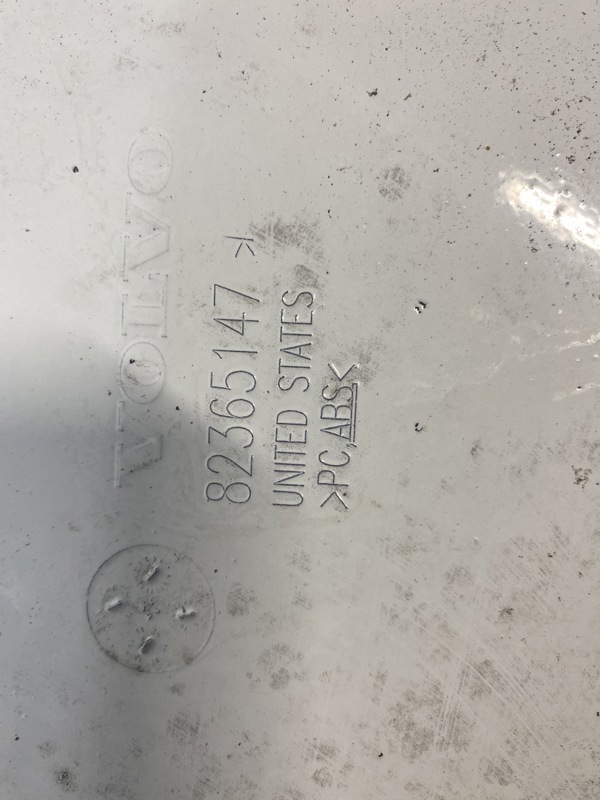 VOLVO
82365147 >I
UNITED STATES
>PC,ABS<